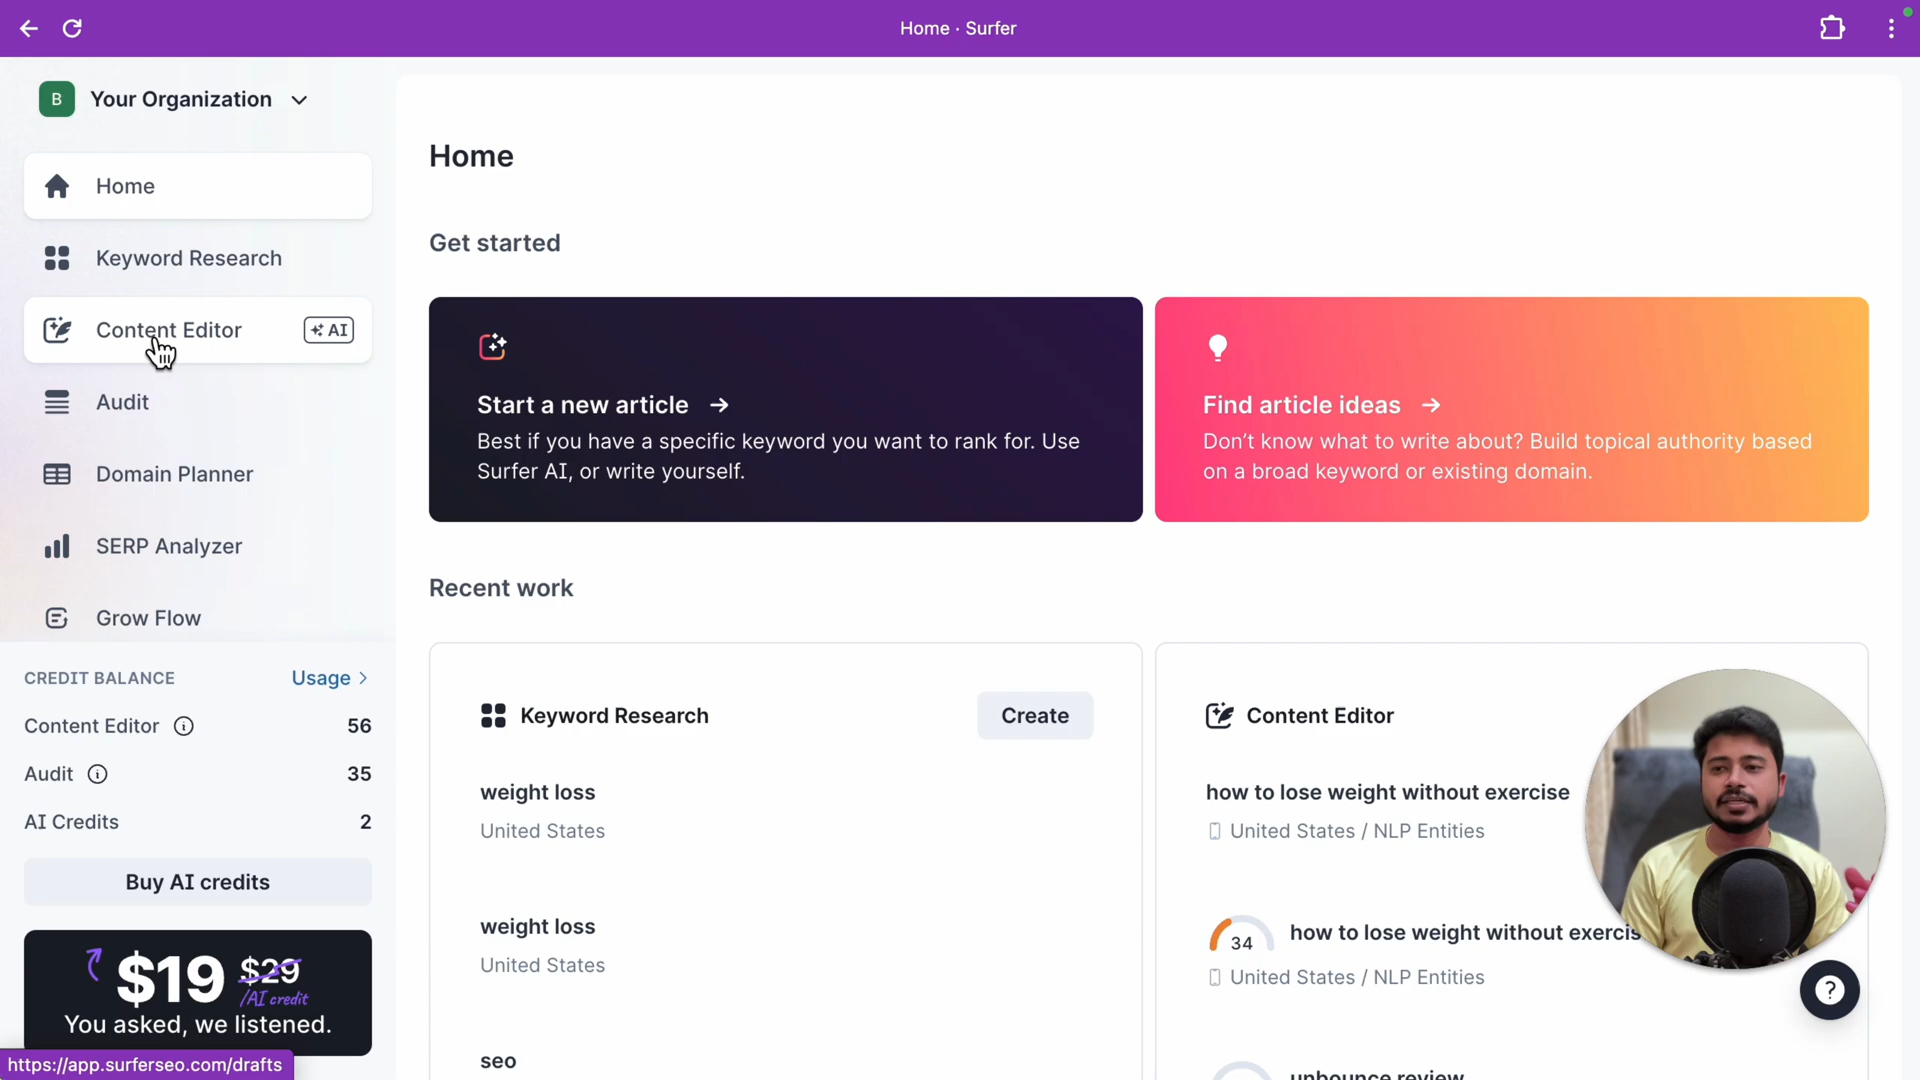 Home · Surfer
B Your Organization
Home
Keyword Research
Content Editor AI
Audit
Domain Planner
SERP Analyzer
Grow Flow
CREDIT BALANCE Usage
Content Editor 56
Audit 35
AI Credits 2
Buy AI credits
$19 $29
/AI credit
You asked, we listened.
https://app.surferseo.com/drafts
Home
Get started
Start a new article →
Best if you have a specific keyword you want to rank for. Use
Surfer AI, or write yourself.
Find article ideas →
Don't know what to write about? Build topical authority based
on a broad keyword or existing domain.
Recent work
Keyword Research Create
weight loss
United States
weight loss
United States
seo
Content Editor
how to lose weight without exercise
United States / NLP Entities
34 how to lose weight without exercis
United States / NLP Entities
unbounce review
?